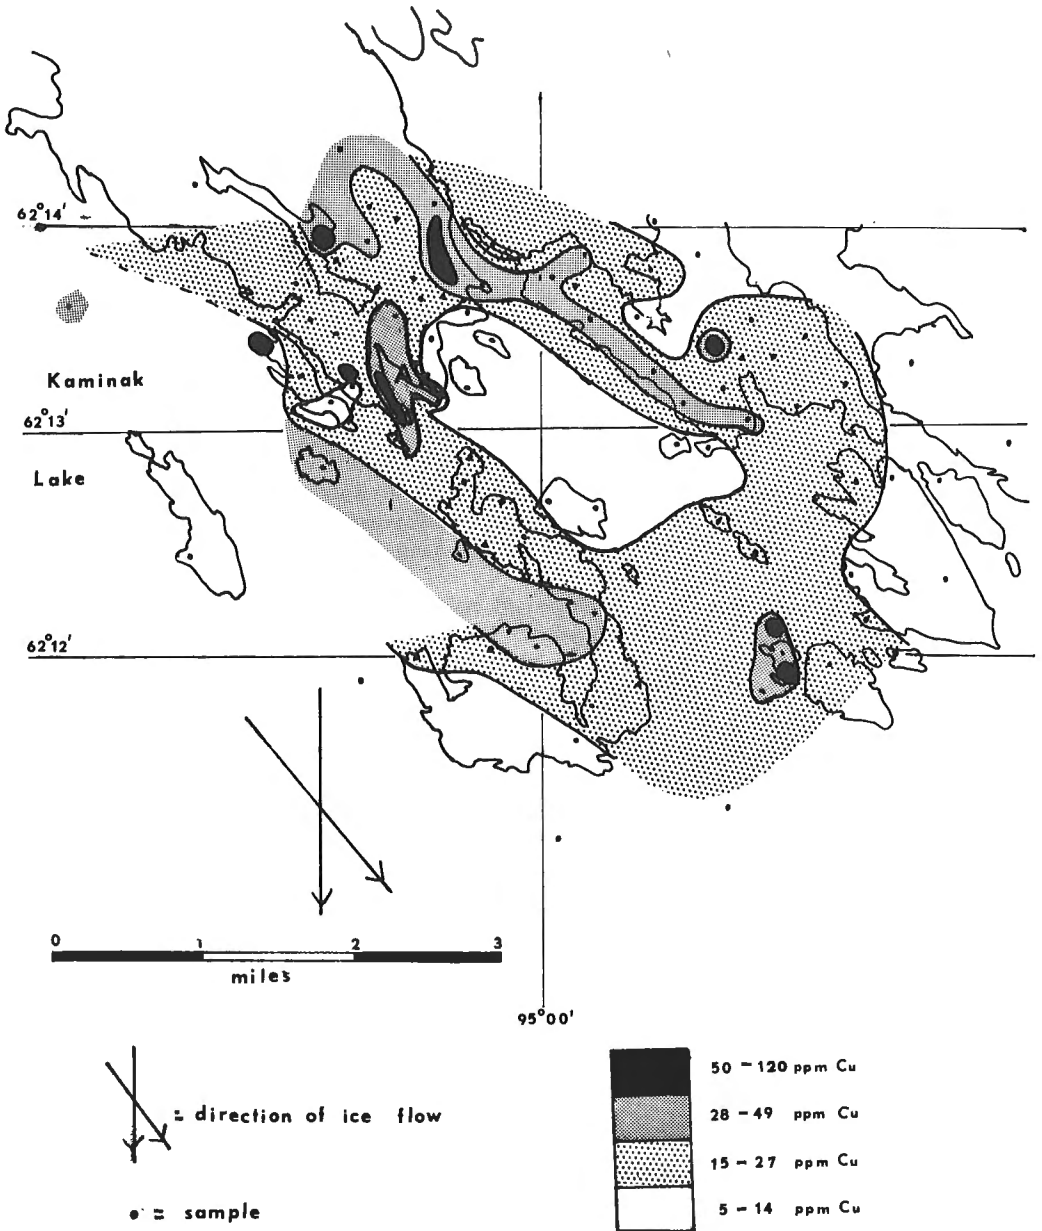 62°14'
Kaminak
62°13'
Lake
62°12'
0 1 2 3
miles
95°00'
= direction of ice flow
= sample
50 - 120 ppm Cu
28 - 49 ppm Cu
15 - 27 ppm Cu
5 - 14 ppm Cu